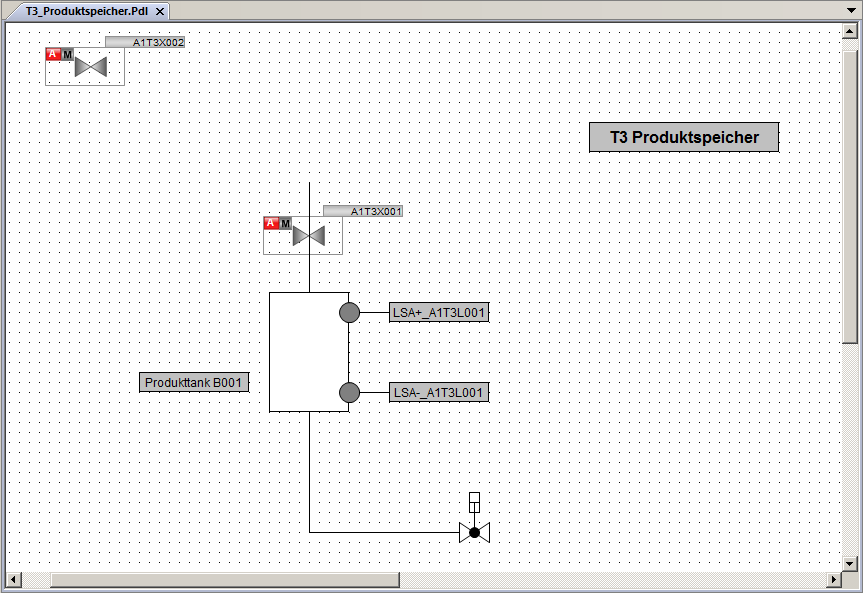 T3_Produktspeicher.Pdl
A1T3X002
A M
T3 Produktspeicher
A1T3X001
A M
LSA+_A1T3L001
Produkttank B001
LSA-_A1T3L001